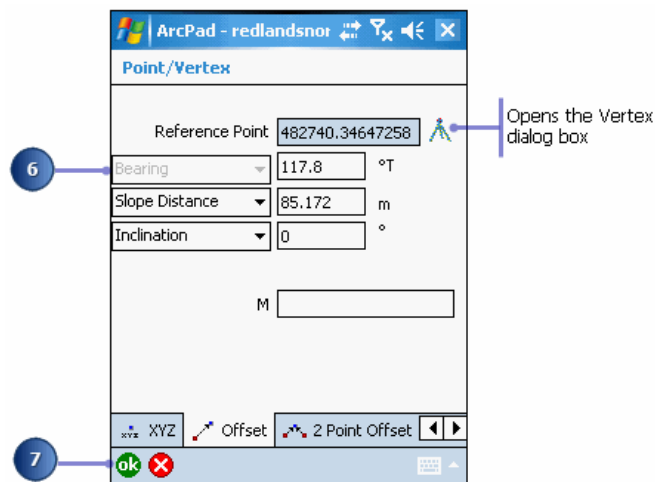 ArcPad - redlandsnor
Point/Vertex
Reference Point 482740.34647258
Opens the Vertex
dialog box
6
Bearing 117.8 °T
Slope Distance 85.172 m
Inclination 0 °
M
XYZ Offset 2 Point Offset
7
ok